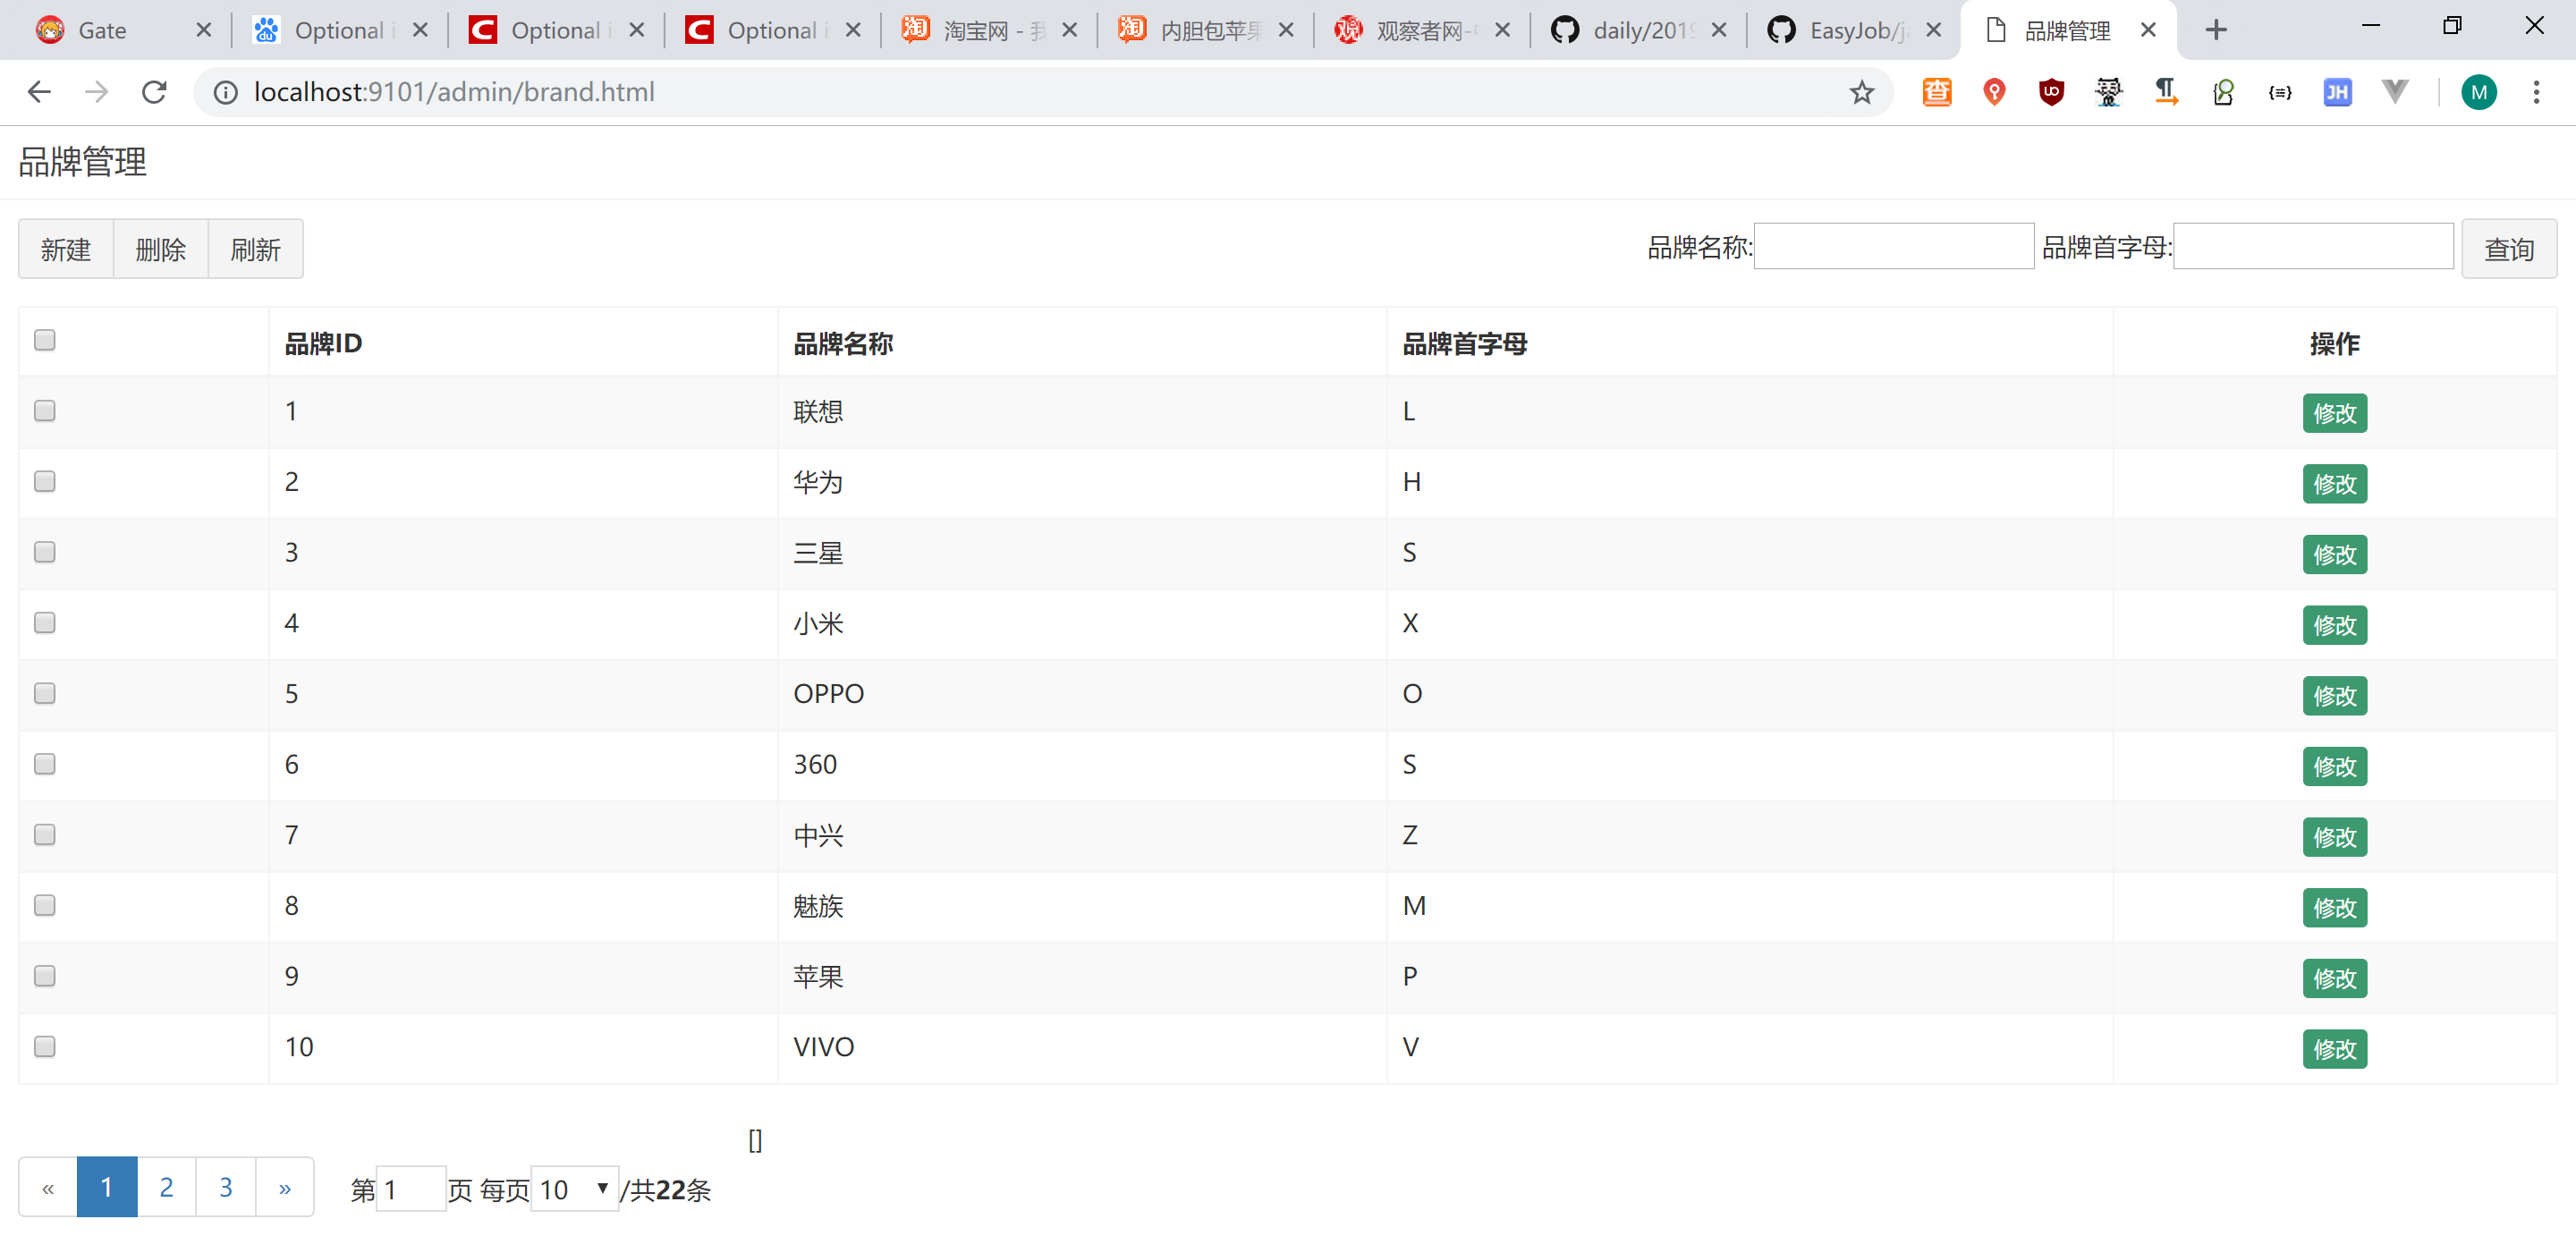 Gate Optional i Optional i Optional i 淘宝网 - 我 内胆包苹果 观察者网- daily/2019 EasyJob/ja 品牌管理
localhost:9101/admin/brand.html
品牌管理
新建 删除 刷新 品牌名称: 品牌首字母: 查询
品牌ID 品牌名称 品牌首字母 操作
1 联想 L 修改
2 华为 H 修改
3 三星 S 修改
4 小米 X 修改
5 OPPO O 修改
6 360 S 修改
7 中兴 Z 修改
8 魅族 M 修改
9 苹果 P 修改
10 VIVO V 修改
[]
« 1 2 3 » 第1页 每页10 /共22条